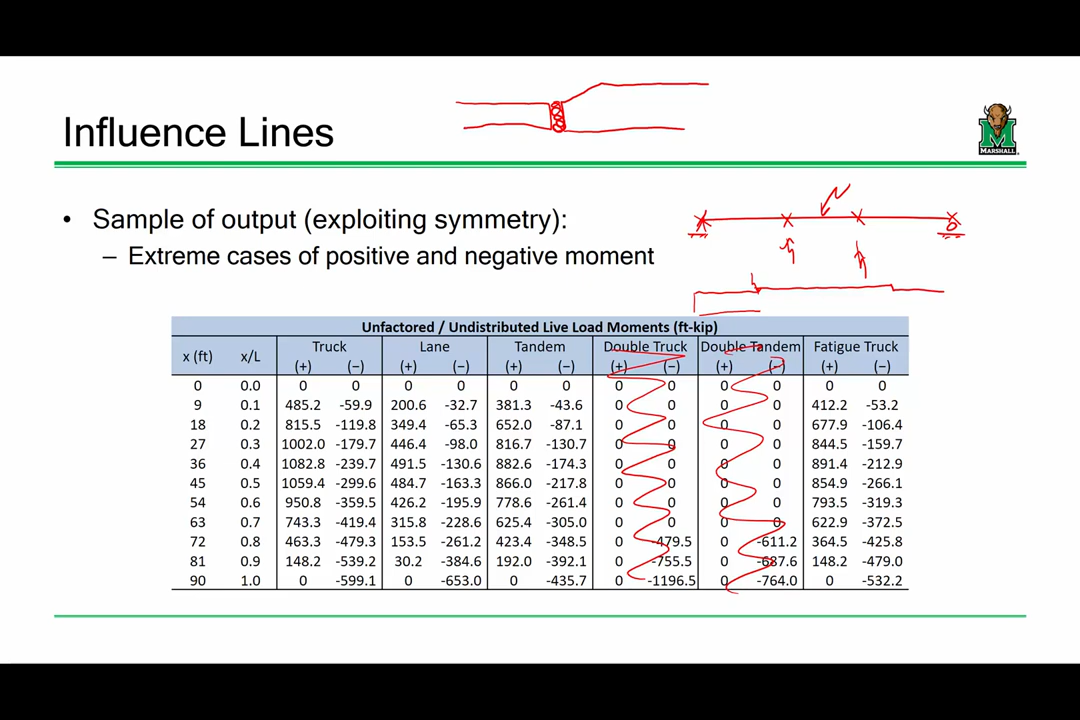 Influence Lines
MARSHALL
• Sample of output (exploiting symmetry):
– Extreme cases of positive and negative moment
Unfactored / Undistributed Live Load Moments (ft-kip)
x (ft) x/L Truck Lane Tandem Double Truck Double Tandem Fatigue Truck
(+) (−) (+) (−) (+) (−) (+) (−) (+) (−) (+) (−)
0 0.0 0 0 0 0 0 0 0 0 0 0 0 0
9 0.1 485.2 -59.9 200.6 -32.7 381.3 -43.6 0 0 0 0 412.2 -53.2
18 0.2 815.5 -119.8 349.4 -65.3 652.0 -87.1 0 0 0 0 677.9 -106.4
27 0.3 1002.0 -179.7 446.4 -98.0 816.7 -130.7 0 0 0 0 844.5 -159.7
36 0.4 1082.8 -239.7 491.5 -130.6 882.6 -174.3 0 0 0 0 891.4 -212.9
45 0.5 1059.4 -299.6 484.7 -163.3 866.0 -217.8 0 0 0 0 854.9 -266.1
54 0.6 950.8 -359.5 426.2 -195.9 778.6 -261.4 0 0 0 0 793.5 -319.3
63 0.7 743.3 -419.4 315.8 -228.6 625.4 -305.0 0 0 0 0 622.9 -372.5
72 0.8 463.3 -479.3 153.5 -261.2 423.4 -348.5 0 -479.5 0 -611.2 364.5 -425.8
81 0.9 148.2 -539.2 30.2 -384.6 192.0 -392.1 0 -755.5 0 -687.6 148.2 -479.0
90 1.0 0 -599.1 0 -653.0 0 -435.7 0 -1196.5 0 -764.0 0 -532.2